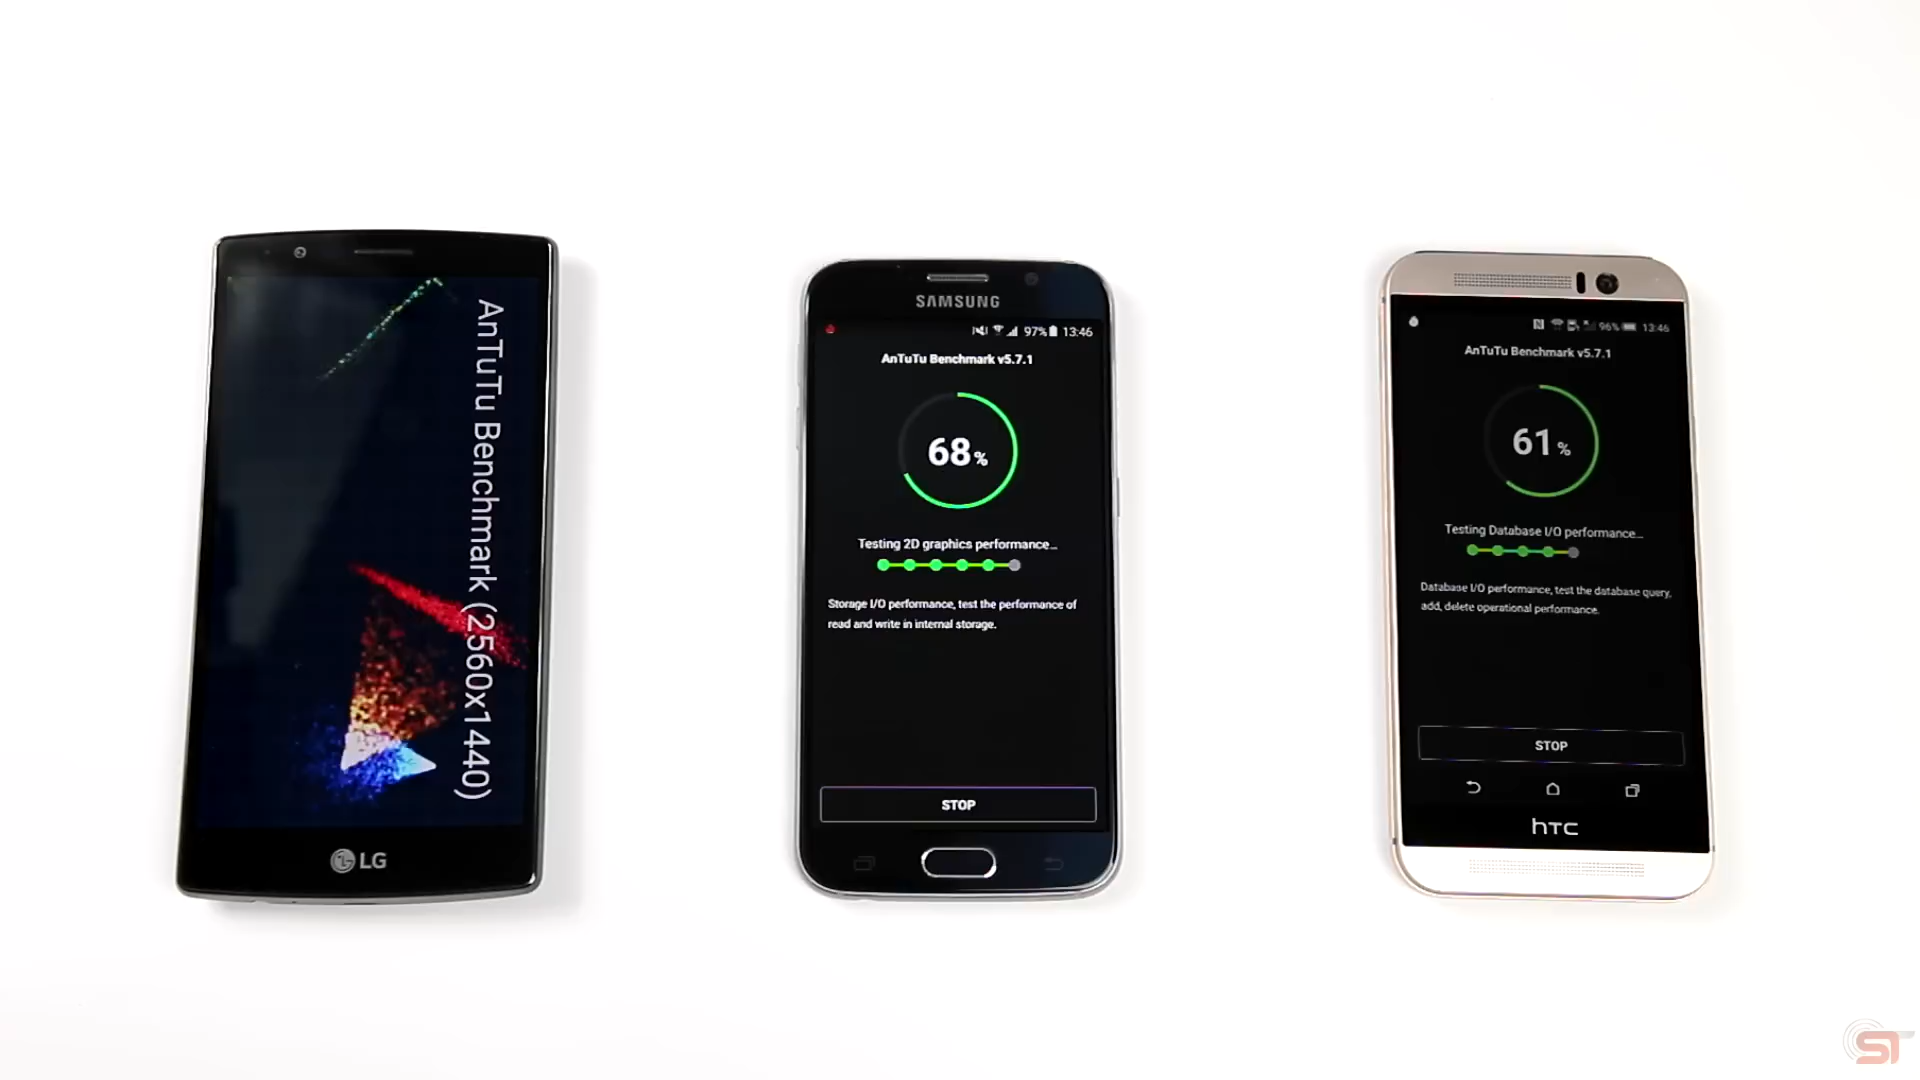 AnTuTu Benchmark (2560x1440)
LG
SAMSUNG
97% 13:46
AnTuTu Benchmark v5.7.1
68%
Testing 2D graphics performance...
Storage I/O performance, test the performance of
read and write in internal storage.
STOP
96% 13:46
AnTuTu Benchmark v5.7.1
61%
Testing Database I/O performance...
Database I/O performance, test the database query,
add, delete operational performance.
STOP
hTC
ST